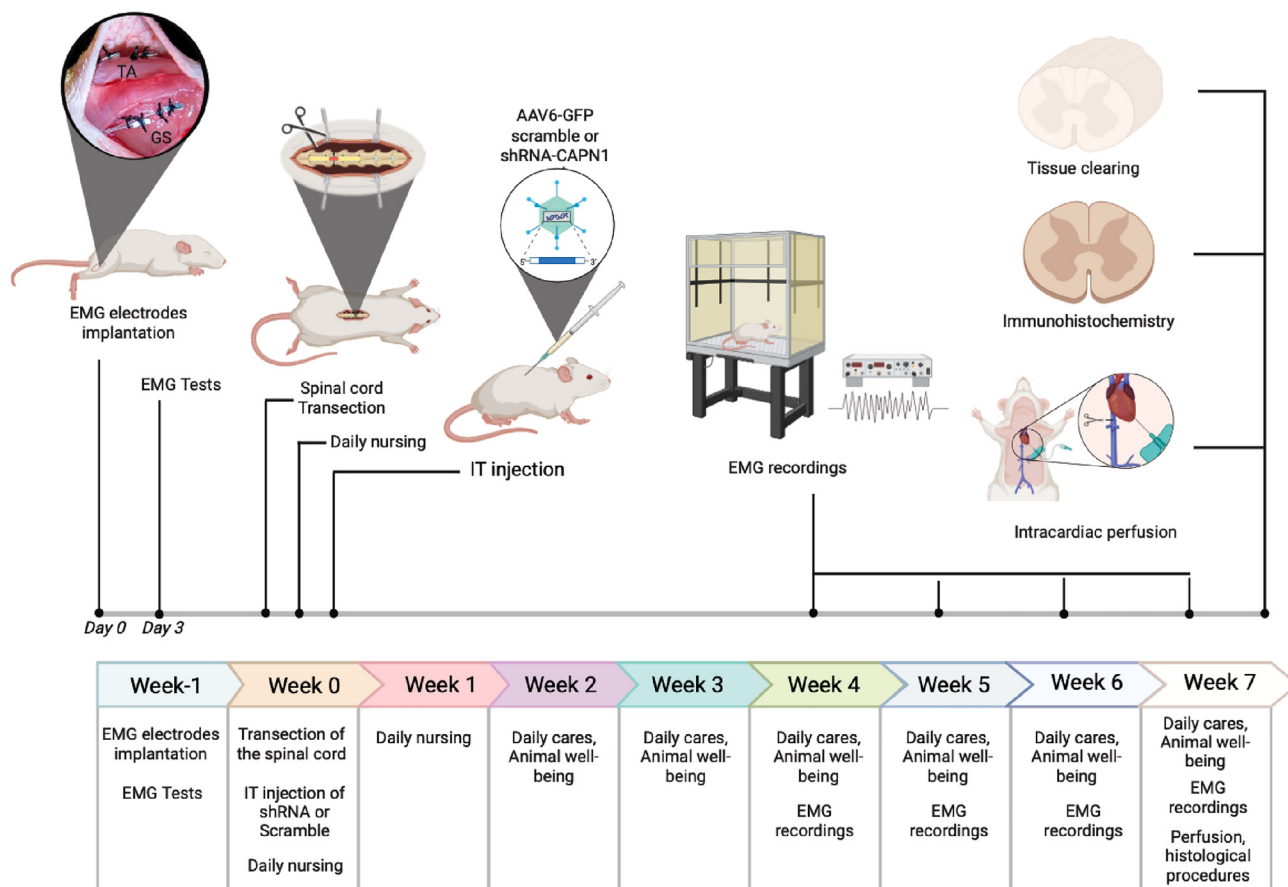 TA
GS
AAV6-GFP
scramble or
shRNA-CAPN1
5'
3'
Tissue clearing
Immunohistochemistry
EMG electrodes
implantation
EMG Tests
Spinal cord
Transection
Daily nursing
IT injection
EMG recordings
Intracardiac perfusion
Day 0
Day 3
Week-1
Week 0
Week 1
Week 2
Week 3
Week 4
Week 5
Week 6
Week 7
EMG electrodes
implantation
EMG Tests
Transection of
the spinal cord
IT injection of
shRNA or
Scramble
Daily nursing
Daily nursing
Daily cares,
Animal well-
being
Daily cares,
Animal well-
being
Daily cares,
Animal well-
being
EMG
recordings
Daily cares,
Animal well-
being
EMG
recordings
Daily cares,
Animal well-
being
EMG
recordings
Daily cares,
Animal well-
being
EMG
recordings
Perfusion,
histological
procedures